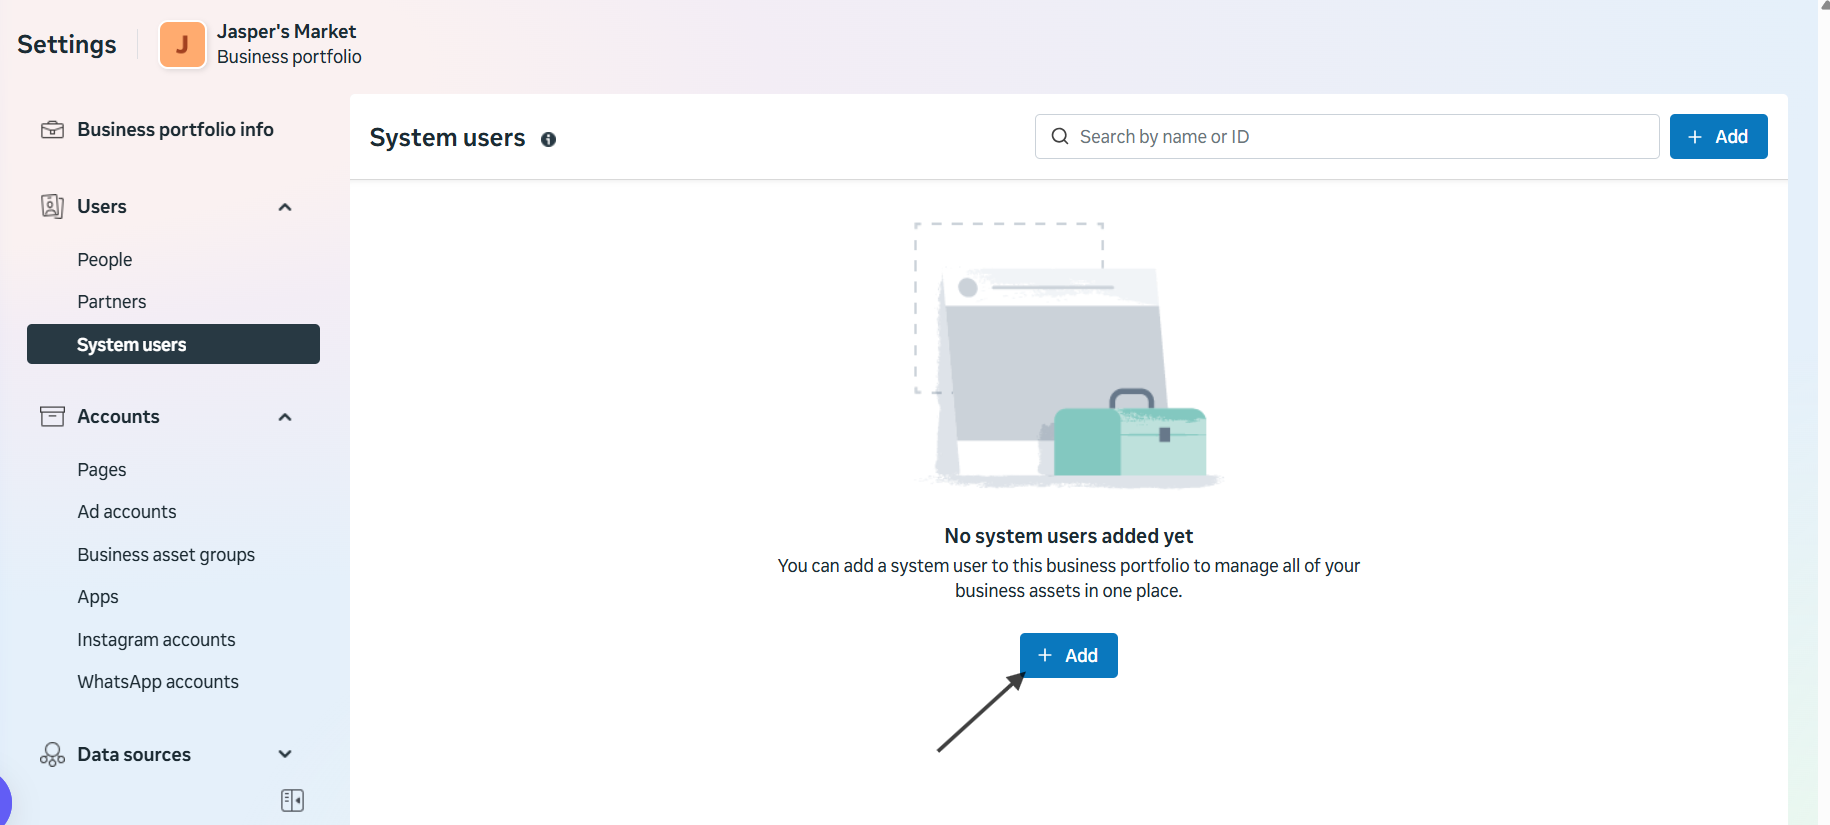 Settings
J
Jasper's Market
Business portfolio
Business portfolio info
Users
People
Partners
System users
Accounts
Pages
Ad accounts
Business asset groups
Apps
Instagram accounts
WhatsApp accounts
Data sources
System users
Search by name or ID
+ Add
No system users added yet
You can add a system user to this business portfolio to manage all of your
business assets in one place.
+ Add